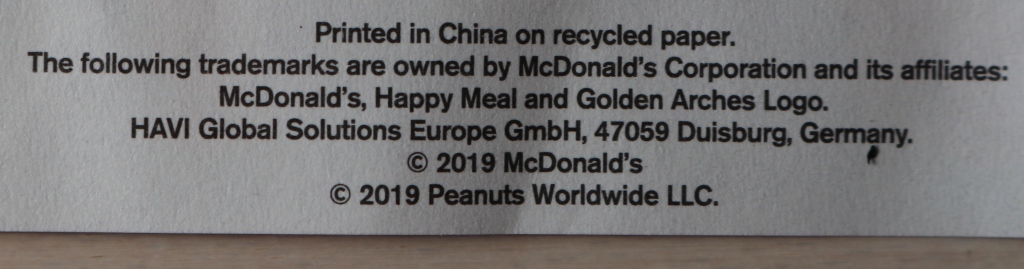 Printed in China on recycled paper.
The following trademarks are owned by McDonald's Corporation and its affiliates:
McDonald's, Happy Meal and Golden Arches Logo.
HAVI Global Solutions Europe GmbH, 47059 Duisburg, Germany.
© 2019 McDonald's
© 2019 Peanuts Worldwide LLC.